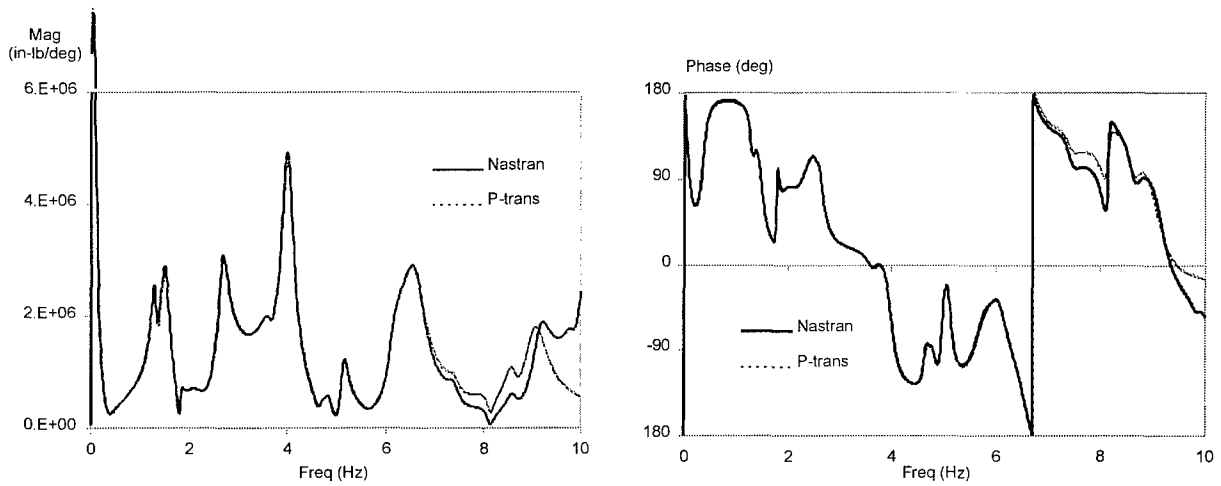 Mag
(in-lb/deg)
6.E+06
4.E+06
2.E+06
0.E+00
Nastran
P-trans
0 2 4 6 8 10
Freq (Hz)
Phase (deg)
180
90
0
-90
180
Nastran
P-trans
0 2 4 6 8 10
Freq (Hz)